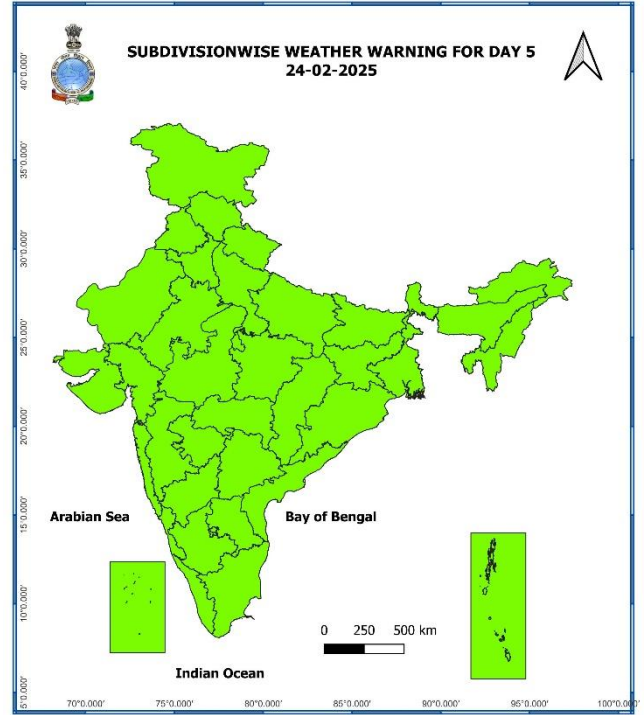 SUBDIVISIONWISE WEATHER WARNING FOR DAY 5
24-02-2025
40°0.000'
35°0.000'
30°0.000'
25°0.000'
20°0.000'
15°0.000'
10°0.000'
5°0.000'
Arabian Sea
Bay of Bengal
0 250 500 km
Indian Ocean
70°0.000' 75°0.000' 80°0.000' 85°0.000' 90°0.000' 95°0.000' 100°0.000'